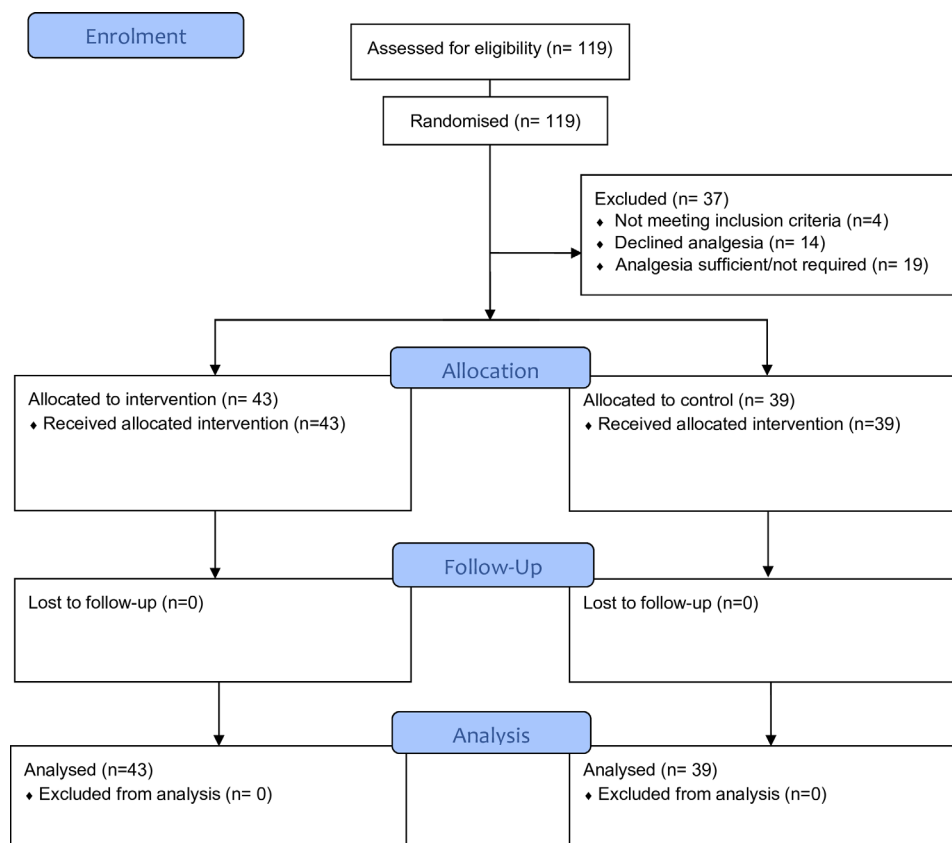 Enrolment
Assessed for eligibility (n= 119)
Randomised (n= 119)
Excluded (n= 37)
♦ Not meeting inclusion criteria (n=4)
♦ Declined analgesia (n= 14)
♦ Analgesia sufficient/not required (n= 19)
Allocation
Allocated to intervention (n= 43)
♦ Received allocated intervention (n=43)
Allocated to control (n= 39)
♦ Received allocated intervention (n=39)
Follow-Up
Lost to follow-up (n=0)
Lost to follow-up (n=0)
Analysis
Analysed (n=43)
♦ Excluded from analysis (n= 0)
Analysed (n= 39)
♦ Excluded from analysis (n=0)